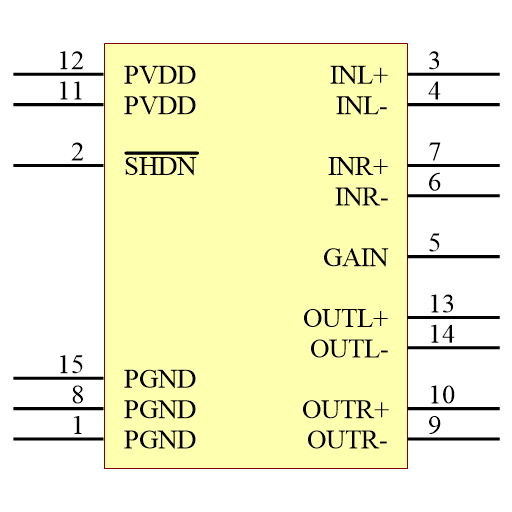 12 PVDD INL+ 3
11 PVDD INL- 4
2 SHDN INR+ 7
INR- 6
GAIN 5
OUTL+ 13
OUTL- 14
15 PGND
8 PGND OUTR+ 10
1 PGND OUTR- 9